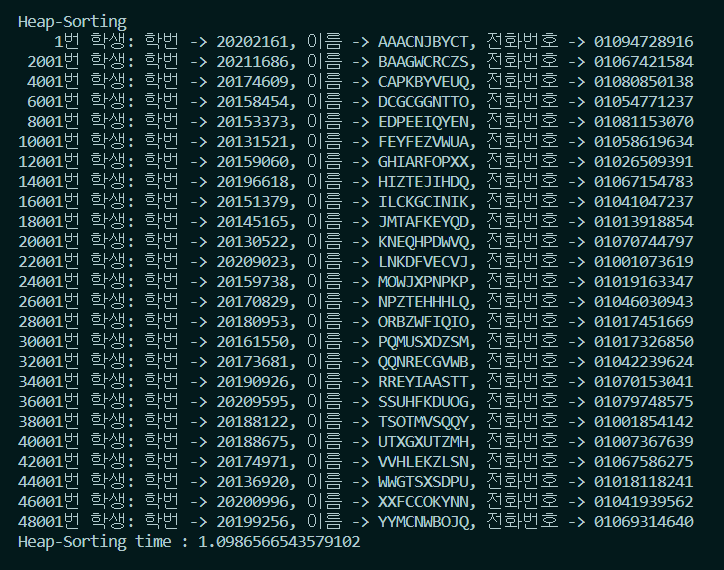 Heap-Sorting
1번 학생: 학번 -> 20202161, 이름 -> AAACNJBYCT, 전화번호 -> 01094728916
2001번 학생: 학번 -> 20211686, 이름 -> BAAGWCRCZS, 전화번호 -> 01067421584
4001번 학생: 학번 -> 20174609, 이름 -> CAPKBYVEUQ, 전화번호 -> 01080850138
6001번 학생: 학번 -> 20158454, 이름 -> DCGCGGNTTO, 전화번호 -> 01054771237
8001번 학생: 학번 -> 20153373, 이름 -> EDPEEIQYEN, 전화번호 -> 01081153070
10001번 학생: 학번 -> 20131521, 이름 -> FEYFEZVWUA, 전화번호 -> 01058619634
12001번 학생: 학번 -> 20159060, 이름 -> GHIARFOPXX, 전화번호 -> 01026509391
14001번 학생: 학번 -> 20196618, 이름 -> HIZTEJIHDQ, 전화번호 -> 01067154783
16001번 학생: 학번 -> 20151379, 이름 -> ILCKGCINIK, 전화번호 -> 01041047237
18001번 학생: 학번 -> 20145165, 이름 -> JMTAFKEYQD, 전화번호 -> 01013918854
20001번 학생: 학번 -> 20130522, 이름 -> KNEQHPDWVQ, 전화번호 -> 01070744797
22001번 학생: 학번 -> 20209023, 이름 -> LNKDFVECVJ, 전화번호 -> 01001073619
24001번 학생: 학번 -> 20159738, 이름 -> MOWJXPNPKP, 전화번호 -> 01019163347
26001번 학생: 학번 -> 20170829, 이름 -> NPZTEHHHLQ, 전화번호 -> 01046030943
28001번 학생: 학번 -> 20180953, 이름 -> ORBZWFIQIO, 전화번호 -> 01017451669
30001번 학생: 학번 -> 20161550, 이름 -> PQMUSXDZSM, 전화번호 -> 01017326850
32001번 학생: 학번 -> 20173681, 이름 -> QQNRECGVWB, 전화번호 -> 01042239624
34001번 학생: 학번 -> 20190926, 이름 -> RREYIAASTT, 전화번호 -> 01070153041
36001번 학생: 학번 -> 20209595, 이름 -> SSUHFKDUOG, 전화번호 -> 01079748575
38001번 학생: 학번 -> 20188122, 이름 -> TSOTMVSQQY, 전화번호 -> 01001854142
40001번 학생: 학번 -> 20188675, 이름 -> UTXGXUTZMH, 전화번호 -> 01007367639
42001번 학생: 학번 -> 20174971, 이름 -> VVHLEKZLSN, 전화번호 -> 01067586275
44001번 학생: 학번 -> 20136920, 이름 -> WWGTSXSDPU, 전화번호 -> 01018118241
46001번 학생: 학번 -> 20200996, 이름 -> XXFCCOKYNN, 전화번호 -> 01041939562
48001번 학생: 학번 -> 20199256, 이름 -> YYMCNWBOJQ, 전화번호 -> 01069314640
Heap-Sorting time : 1.0986566543579102